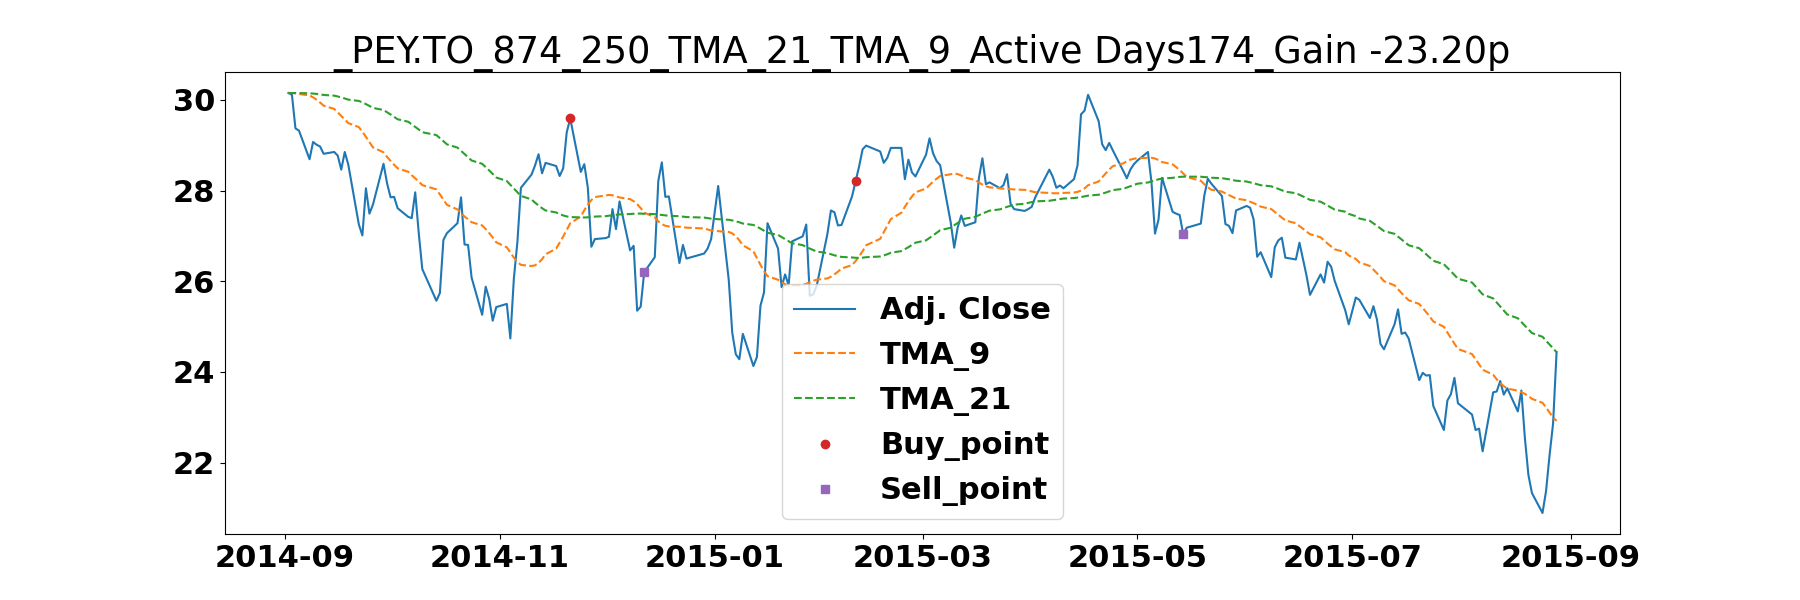 _PEY.TO_874_250_TMA_21_TMA_9_Active Days174_Gain -23.20p
30
28
26
24
22
Adj. Close
TMA_9
TMA_21
Buy_point
Sell_point
2014-09 2014-11 2015-01 2015-03 2015-05 2015-07 2015-09